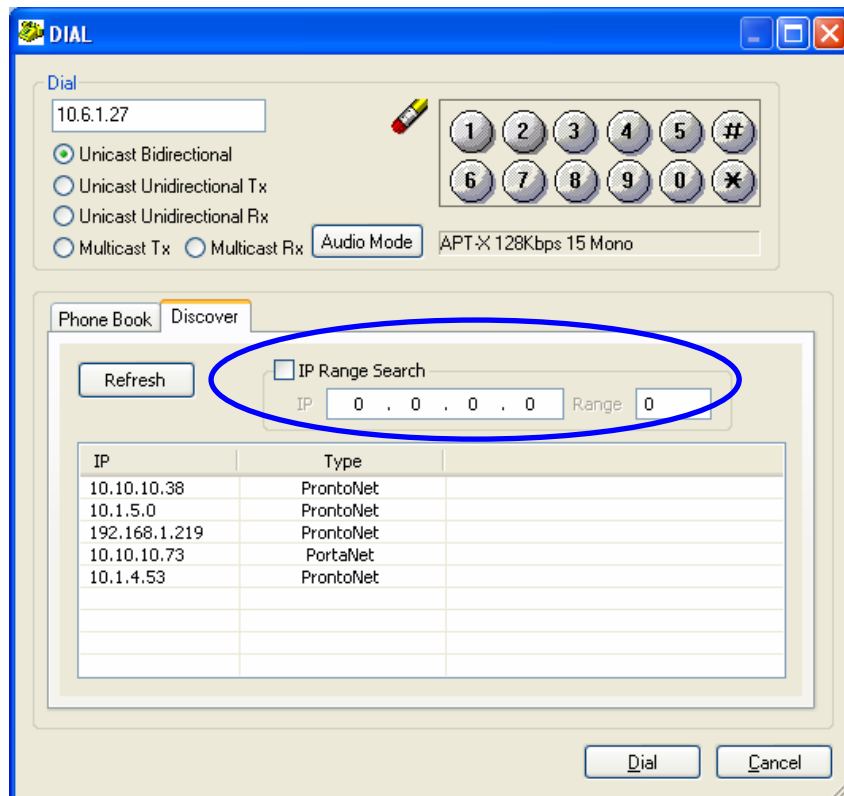 DIAL
Dial
10.6.1.27
1 2 3 4 5 #
Unicast Bidirectional
Unicast Unidirectional Tx
6 7 8 9 0 *
Unicast Unidirectional Rx
Multicast Tx Multicast Rx Audio Mode APT-X 128Kbps 15 Mono
Phone Book Discover
Refresh
IP Range Search
IP 0 . 0 . 0 . 0 Range 0
IP Type
10.10.10.38 ProntoNet
10.1.5.0 ProntoNet
192.168.1.219 ProntoNet
10.10.10.73 PortaNet
10.1.4.53 ProntoNet
Dial Cancel